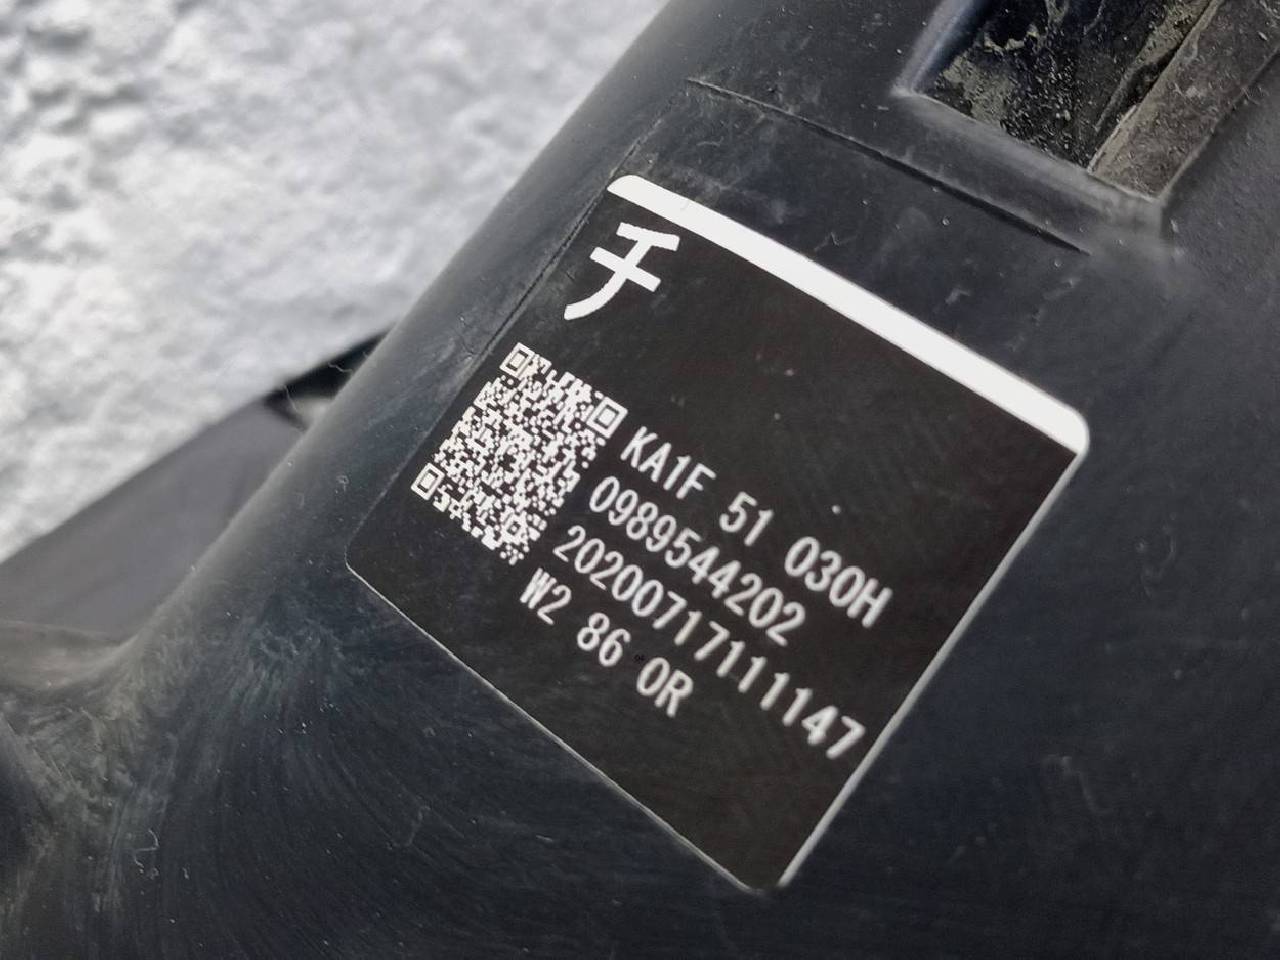 チ
KA1F 51 030H
0989544202
20200717111147
W2 86 0R